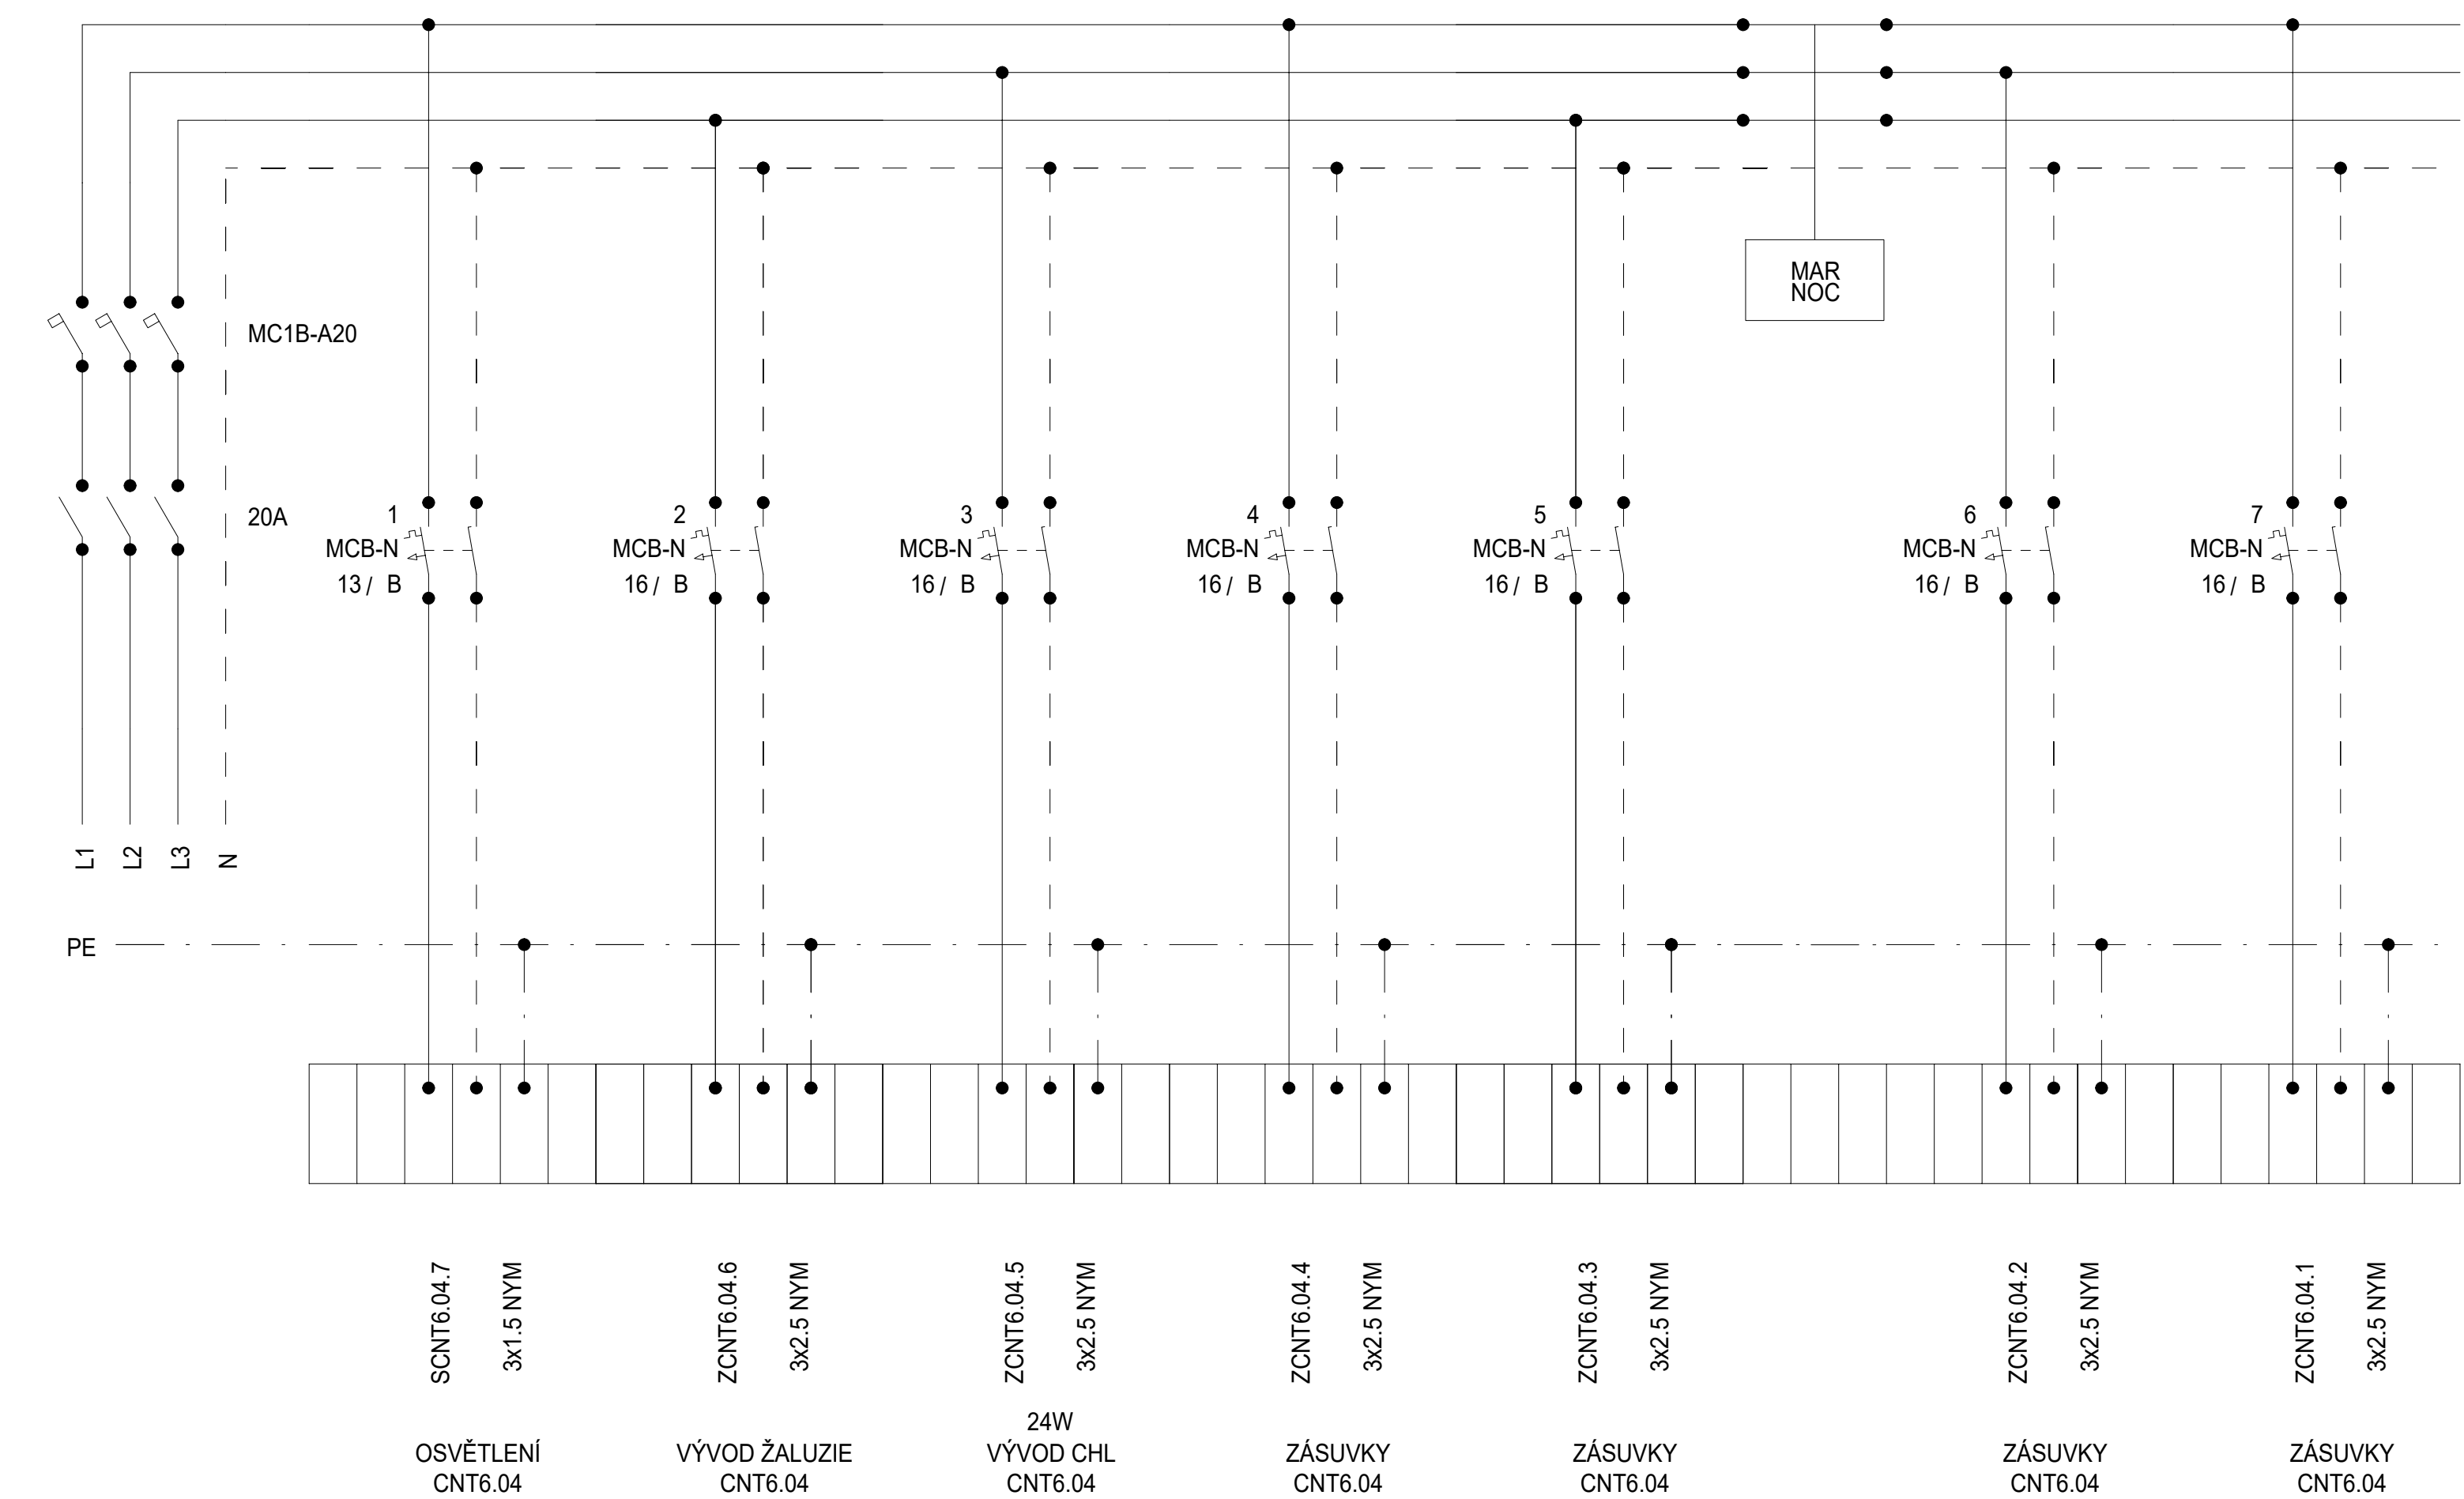 MAR
NOC
MC1B-A20
20A
1
MCB-N
13 / B
2
MCB-N
16 / B
3
MCB-N
16 / B
4
MCB-N
16 / B
5
MCB-N
16 / B
6
MCB-N
16 / B
7
MCB-N
16 / B
L1
L2
L3
N
PE
SCNT6.04.7
3x1.5 NYM
ZCNT6.04.6
3x2.5 NYM
ZCNT6.04.5
3x2.5 NYM
ZCNT6.04.4
3x2.5 NYM
ZCNT6.04.3
3x2.5 NYM
ZCNT6.04.2
3x2.5 NYM
ZCNT6.04.1
3x2.5 NYM
OSVĚTLENÍ
CNT6.04
VÝVOD ŽALUZIE
CNT6.04
24W
VÝVOD CHL
CNT6.04
ZÁSUVKY
CNT6.04
ZÁSUVKY
CNT6.04
ZÁSUVKY
CNT6.04
ZÁSUVKY
CNT6.04